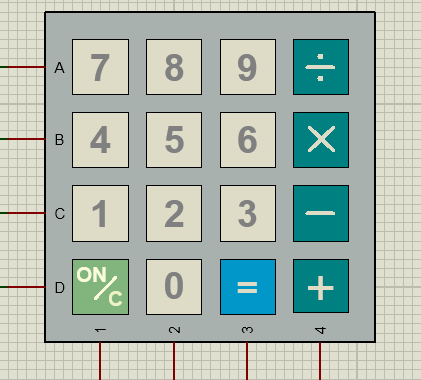 A 7 8 9 ÷
B 4 5 6 ×
C 1 2 3 −
D ON/C 0 = +
1 2 3 4